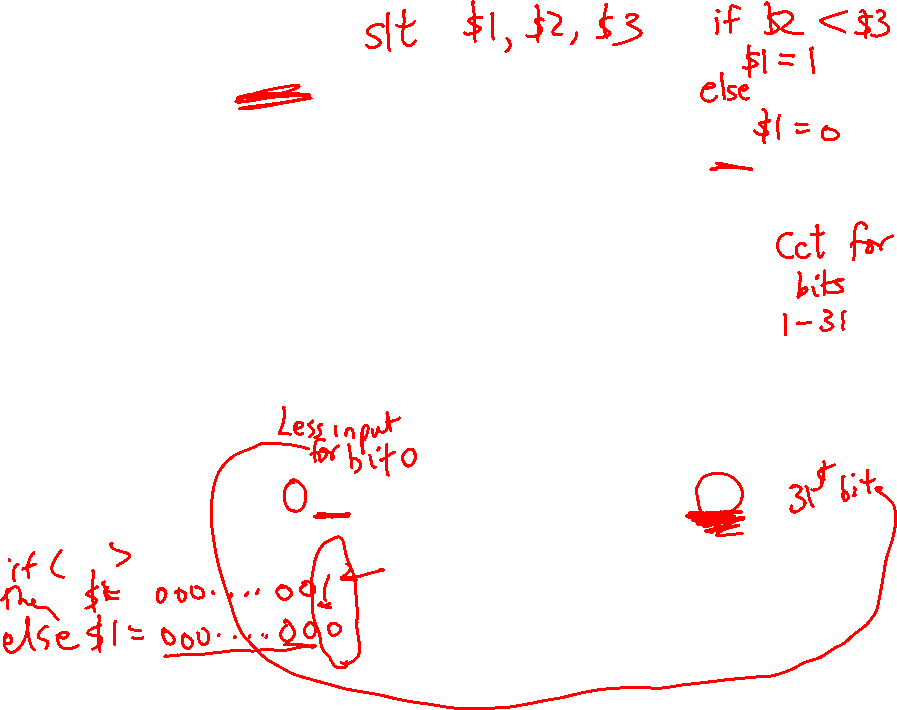 slt $1, $2, $3
if $2 < $3
$1 = 1
else
$1 = 0
Cct for
bits
1-31
Less input
for bit 0
0
31st bit
if < >
then $1= 000..... 001
else $1 = 000..... 000